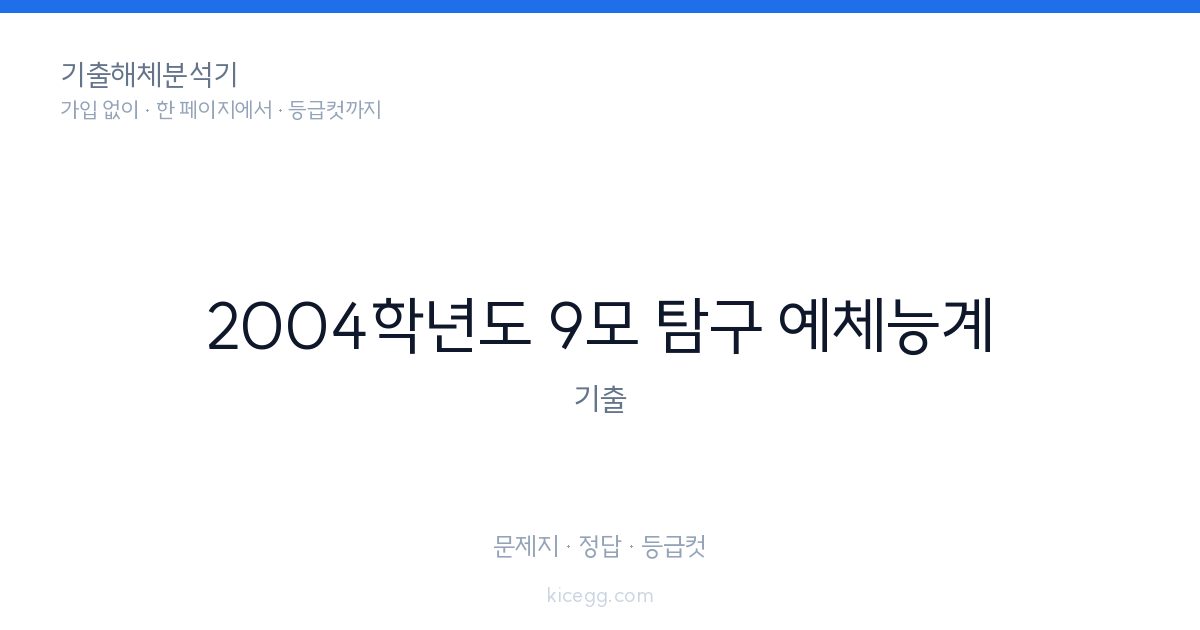 기출해체분석기
가입 없이 · 한 페이지에서 · 등급컷까지
2004학년도 9모 탐구 예체능계
기출
문제지 · 정답 · 등급컷
kicegg.com